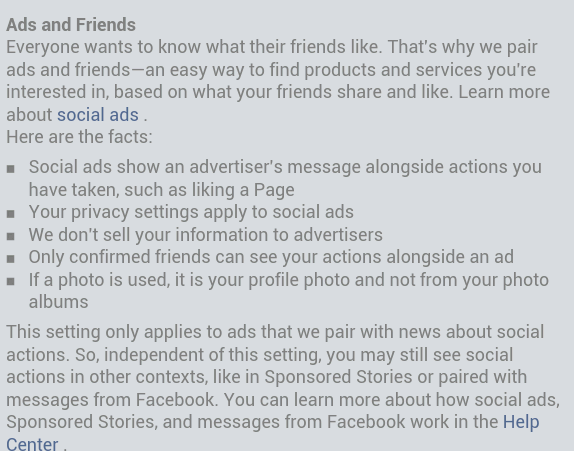 Ads and Friends
Everyone wants to know what their friends like. That's why we pair
ads and friends—an easy way to find products and services you're
interested in, based on what your friends share and like. Learn more
about social ads .
Here are the facts:
■ Social ads show an advertiser's message alongside actions you
have taken, such as liking a Page
■ Your privacy settings apply to social ads
■ We don't sell your information to advertisers
■ Only confirmed friends can see your actions alongside an ad
■ If a photo is used, it is your profile photo and not from your photo
albums
This setting only applies to ads that we pair with news about social
actions. So, independent of this setting, you may still see social
actions in other contexts, like in Sponsored Stories or paired with
messages from Facebook. You can learn more about how social ads,
Sponsored Stories, and messages from Facebook work in the Help
Center .